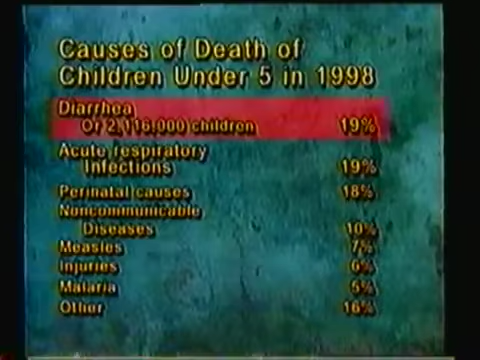 Causes of Death of
Children Under 5 in 1998
Diarrhea
Or 2,116,000 children 19%
Acute respiratory
Infections 19%
Perinatal causes 18%
Noncommunicable
Diseases 10%
Measles 7%
Injuries 6%
Malaria 5%
Other 16%